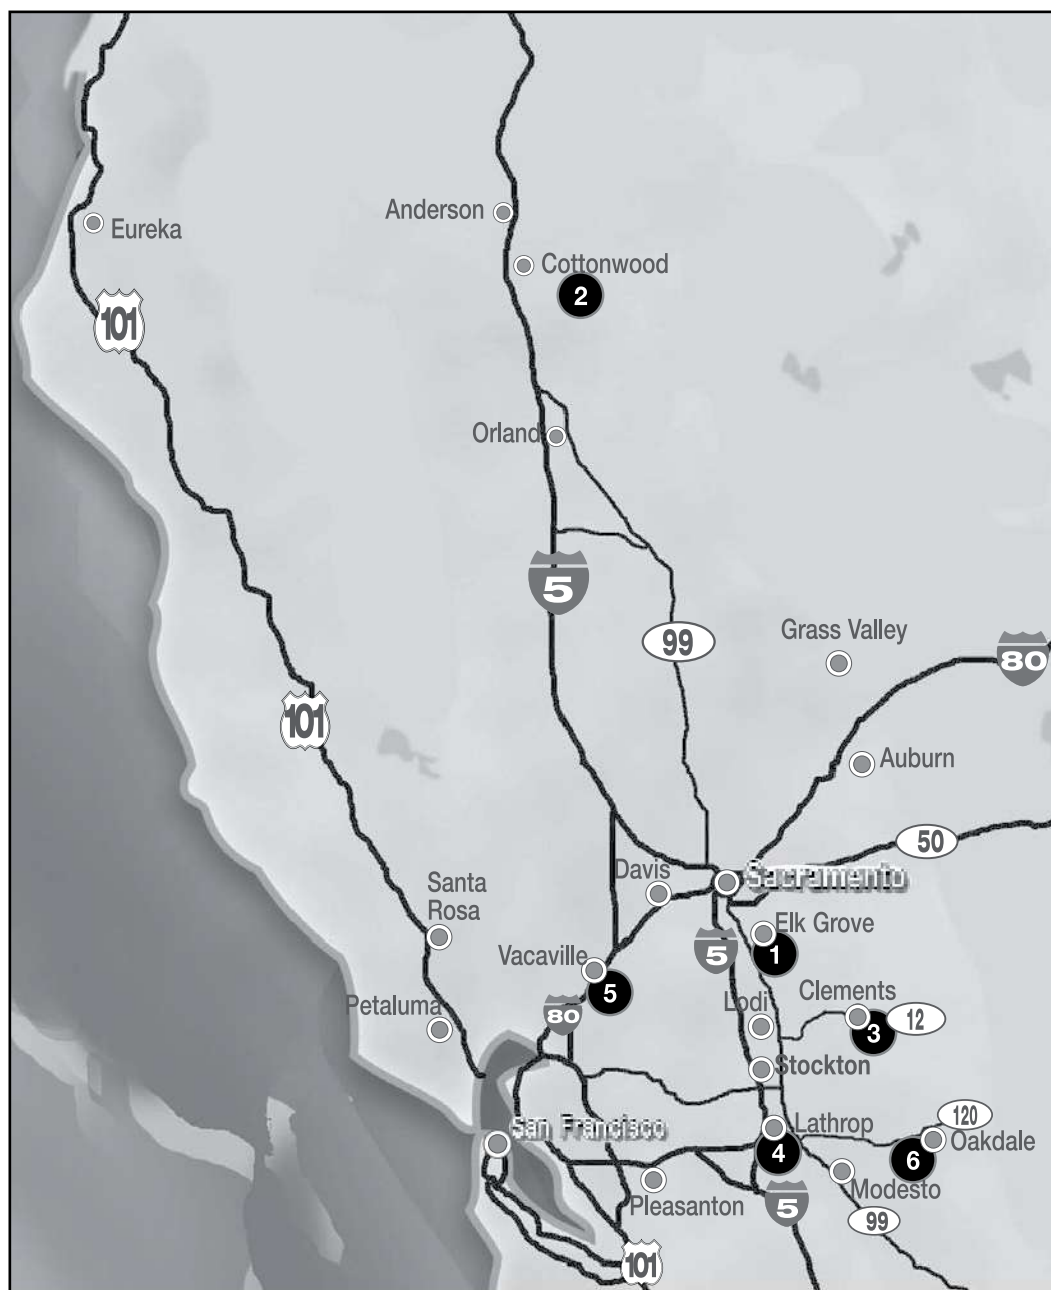 Eureka
Anderson
Cottonwood
2
101
Orland
5
99
Grass Valley
80
101
Auburn
50
Davis
Sacramento
Santa
Rosa
Elk Grove
1
5
Vacaville
5
Clements
Lodi
3
12
80
Petaluma
Stockton
San Francisco
Lathrop
120
Oakdale
4
6
Pleasanton
Modesto
5
99
101